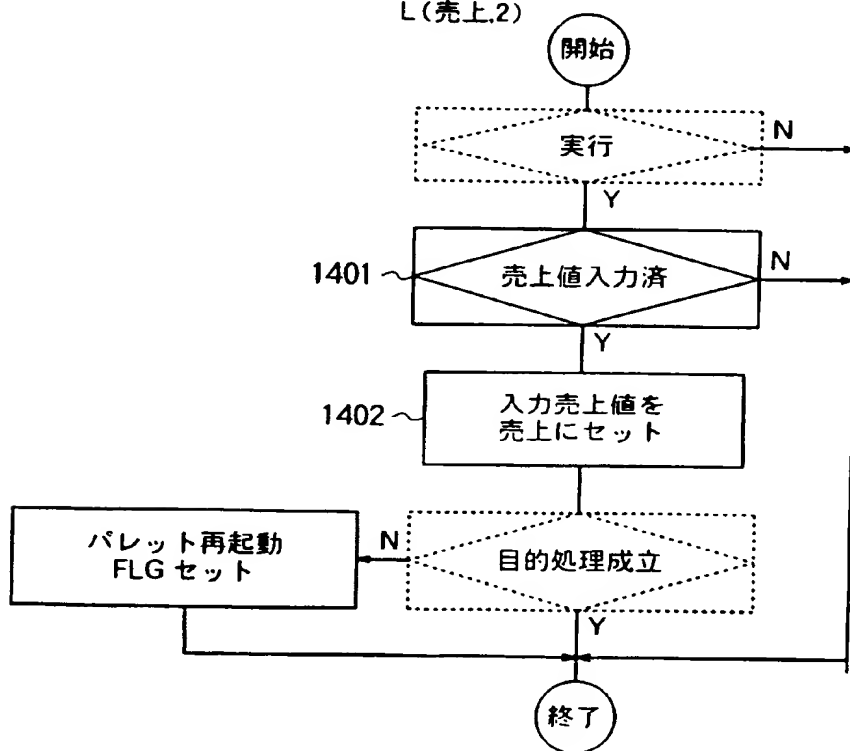 L(売上,2)
開始
実行
N
Y
1401
売上値入力済
N
Y
1402
入力売上値を
売上にセット
パレット再起動
FLG セット
N
目的処理成立
Y
終了